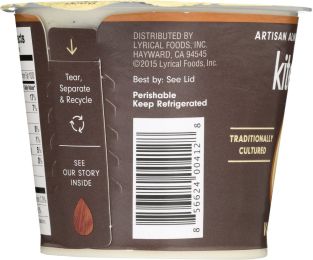 Tear,
Separate
& Recycle
SEE
OUR STORY
INSIDE
DISTRIBUTED BY
LYRICAL FOODS, INC.
HAYWARD, CA 94545
©2015 Lyrical Foods, Inc.
Best by: See Lid
Perishable
Keep Refrigerated
8 56624 00412 8
ARTISAN
TRADITIONALLY
CULTURED